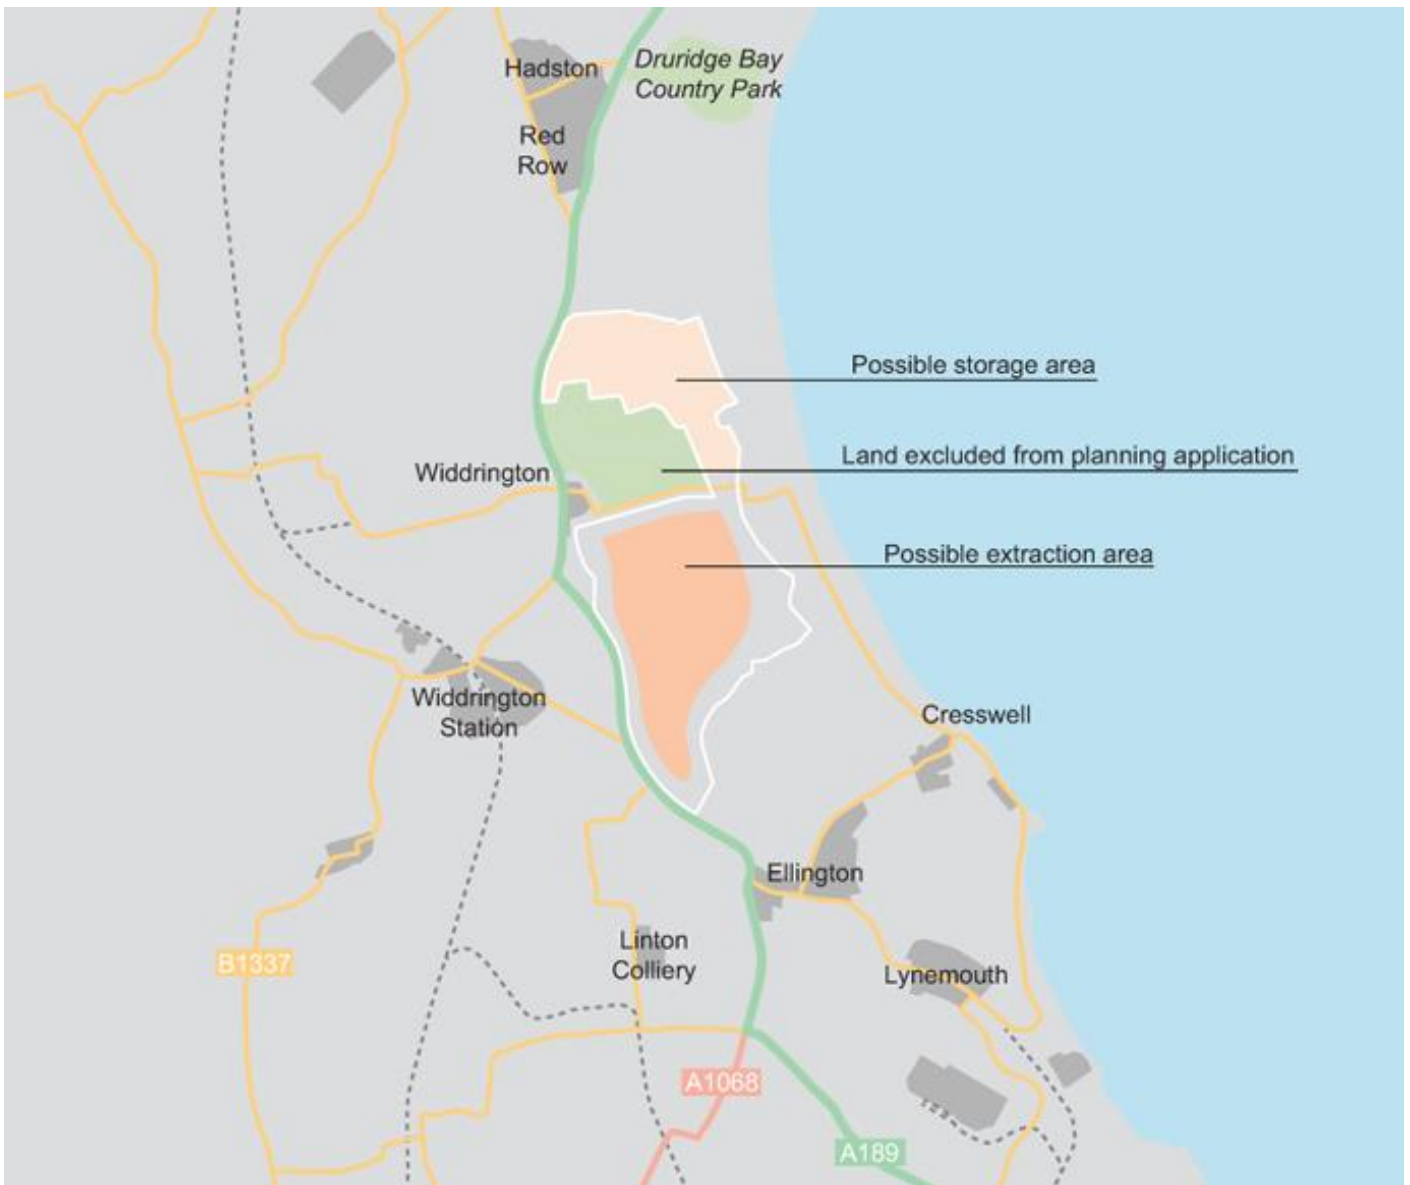 Druridge Bay
Country Park
Hadston
Red
Row
Possible storage area
Land excluded from planning application
Widdrington
Possible extraction area
Widdrington
Station
Cresswell
Ellington
Linton
Colliery
Lynemouth
B1337
A1068
A189